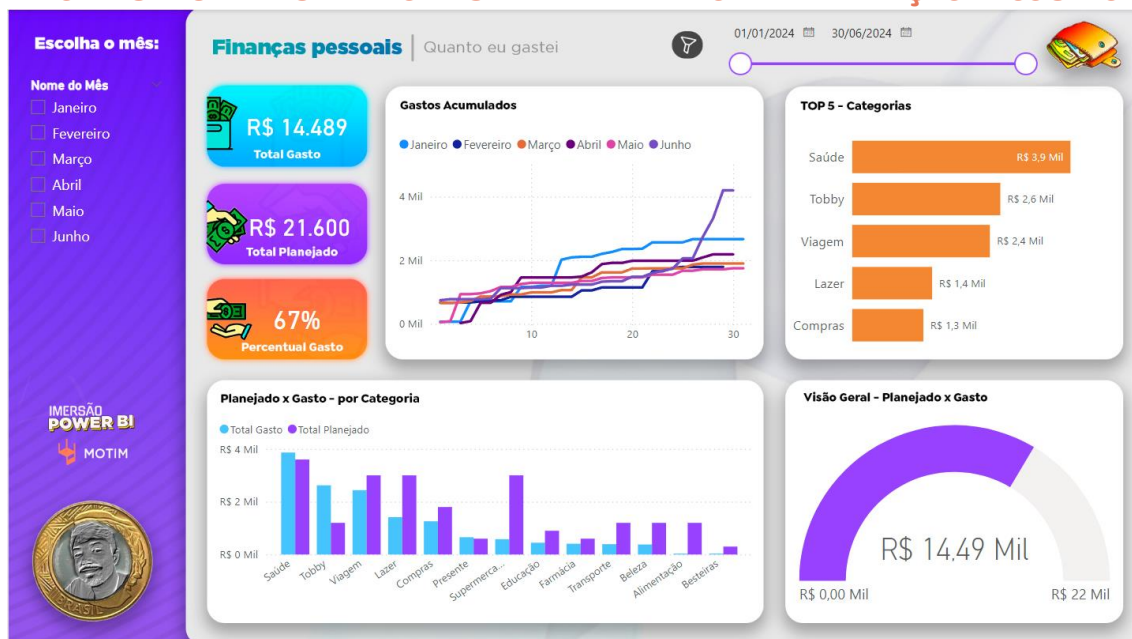 Escolha o mês:
Nome do Mês
Janeiro
Fevereiro
Março
Abril
Maio
Junho
IMERSÃO
POWER BI
MOTIM
BRASIL
Finanças pessoais | Quanto eu gastei
01/01/2024 30/06/2024
R$ 14.489
Total Gasto
R$ 21.600
Total Planejado
67%
Percentual Gasto
Gastos Acumulados
Janeiro Fevereiro Março Abril Maio Junho
4 Mil
2 Mil
0 Mil
10 20 30
TOP 5 - Categorias
Saúde R$ 3,9 Mil
Tobby R$ 2,6 Mil
Viagem R$ 2,4 Mil
Lazer R$ 1,4 Mil
Compras R$ 1,3 Mil
Planejado x Gasto - por Categoria
Total Gasto Total Planejado
R$ 4 Mil
R$ 2 Mil
R$ 0 Mil
Saúde Tobby Viagem Lazer Compras Presente Supermerca... Educação Farmácia Transporte Beleza Alimentação Besteiras
Visão Geral - Planejado x Gasto
R$ 14,49 Mil
R$ 0,00 Mil R$ 22 Mil